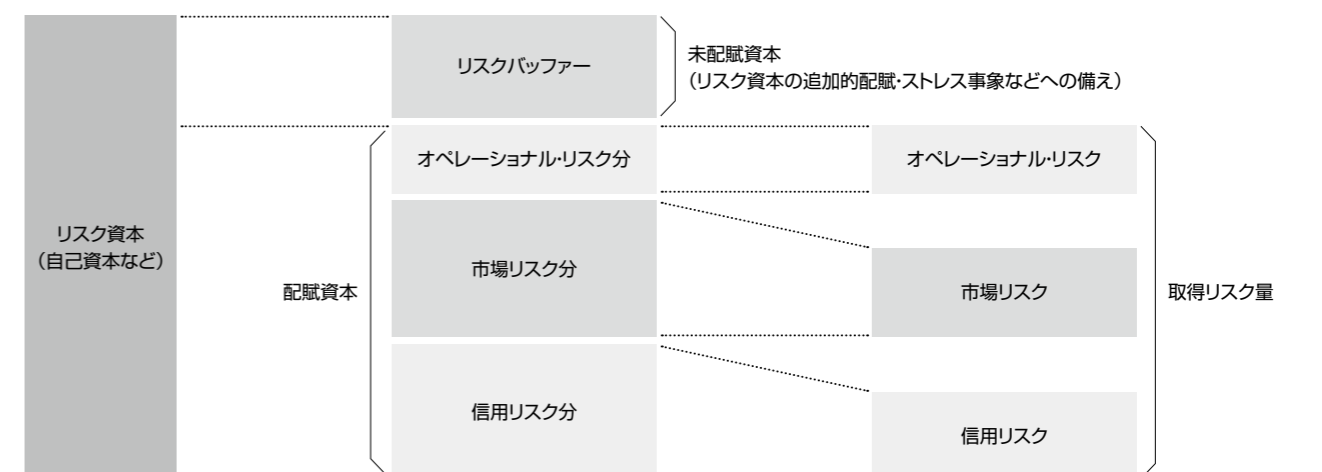 リスク資本
（自己資本など）
リスクバッファー
未配賦資本
（リスク資本の追加的配賦・ストレス事象などへの備え）
配賦資本
オペレーショナル・リスク分
市場リスク分
信用リスク分
オペレーショナル・リスク
市場リスク
信用リスク
取得リスク量